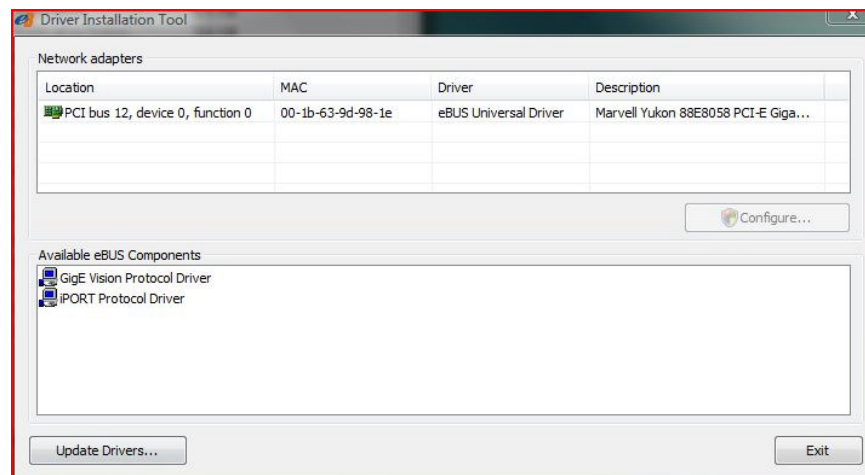 Driver Installation Tool
Network adapters
Location MAC Driver Description
PCI bus 12, device 0, function 0 00-1b-63-9d-98-1e eBUS Universal Driver Marvell Yukon 88E8058 PCI-E Giga...
Configure...
Available eBUS Components
GigE Vision Protocol Driver
iPORT Protocol Driver
Update Drivers... Exit